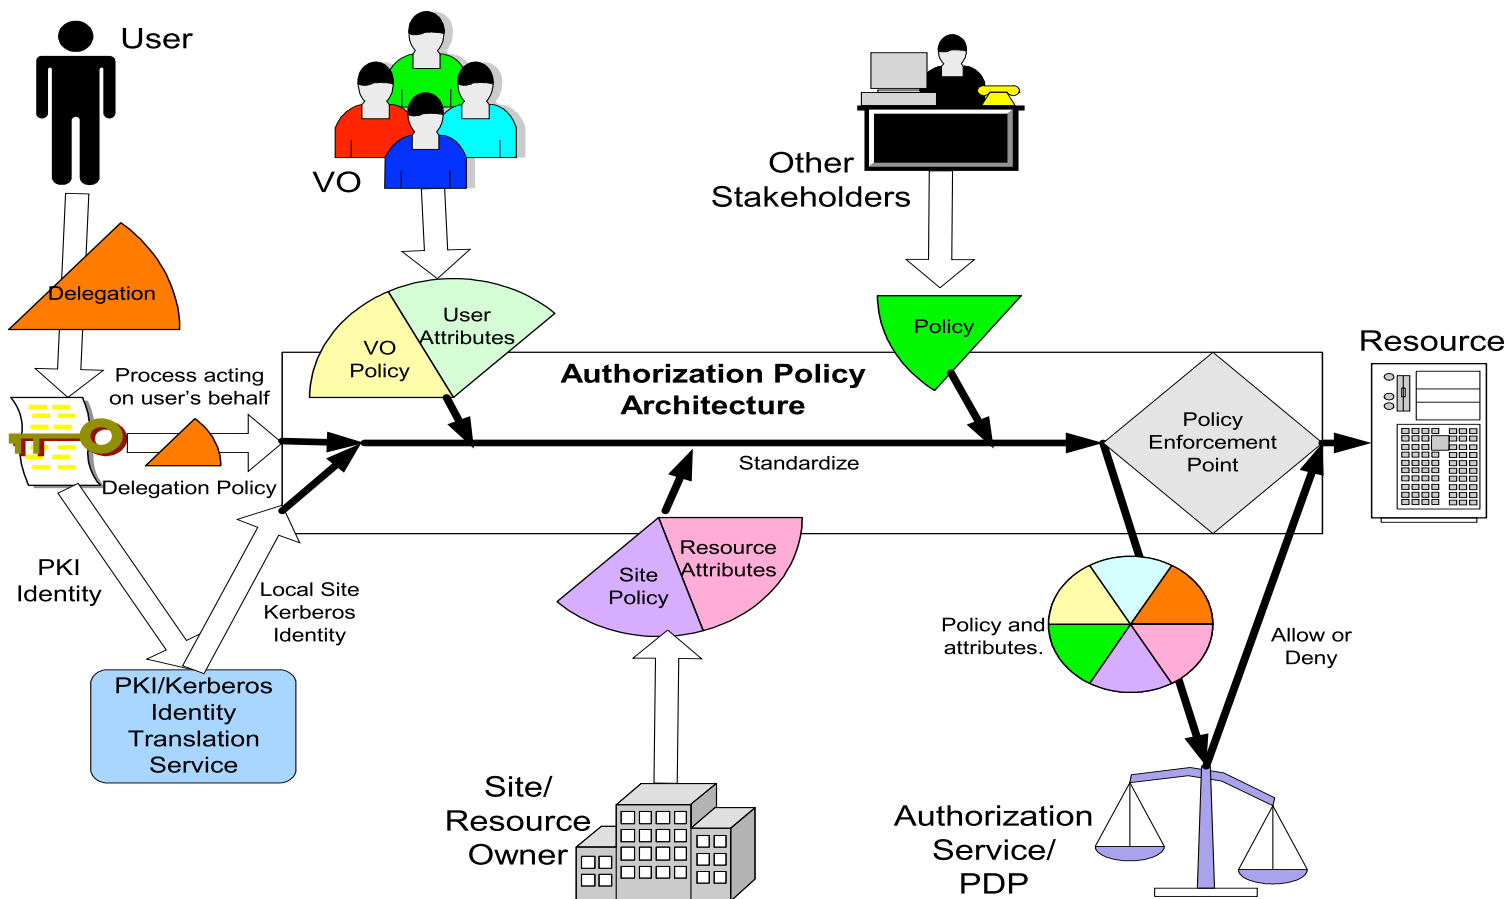 User
VO
Other
Stakeholders
Delegation
User
Attributes
VO
Policy
Policy
Resource
Process acting
on user's behalf
Authorization Policy
Architecture
Policy
Enforcement
Point
Standardize
Delegation Policy
PKI
Identity
Local Site
Kerberos
Identity
Site
Policy
Resource
Attributes
Policy and
attributes.
Allow or
Deny
PKI/Kerberos
Identity
Translation
Service
Site/
Resource
Owner
Authorization
Service/
PDP